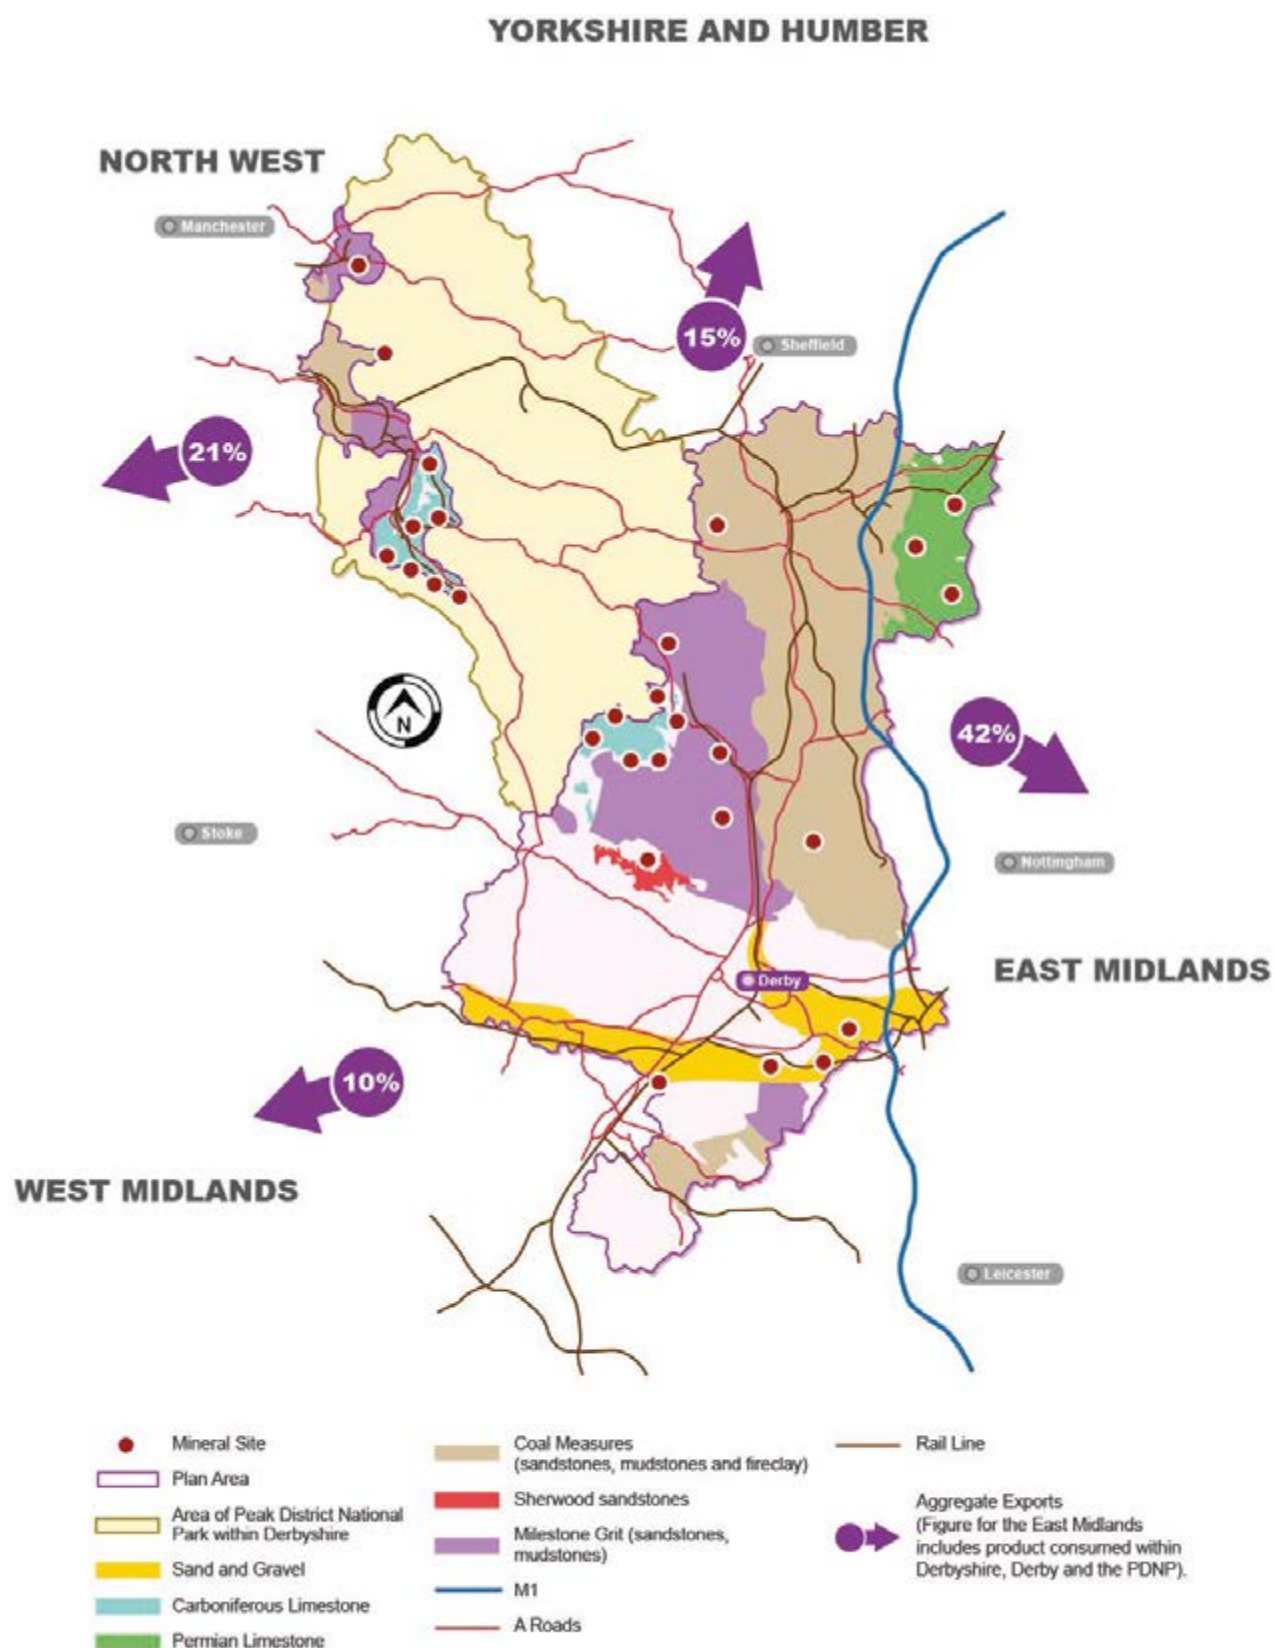 YORKSHIRE AND HUMBER
NORTH WEST
Manchester
15%
Sheffield
21%
N
42%
Stoke
Nottingham
EAST MIDLANDS
Derby
10%
WEST MIDLANDS
Leicester
Mineral Site
Plan Area
Area of Peak District National
Park within Derbyshire
Sand and Gravel
Carboniferous Limestone
Permian Limestone
Coal Measures
(sandstones, mudstones and fireclay)
Sherwood sandstones
Milestone Grit (sandstones,
mudstones)
M1
A Roads
Rail Line
Aggregate Exports
(Figure for the East Midlands
includes product consumed within
Derbyshire, Derby and the PDNP).